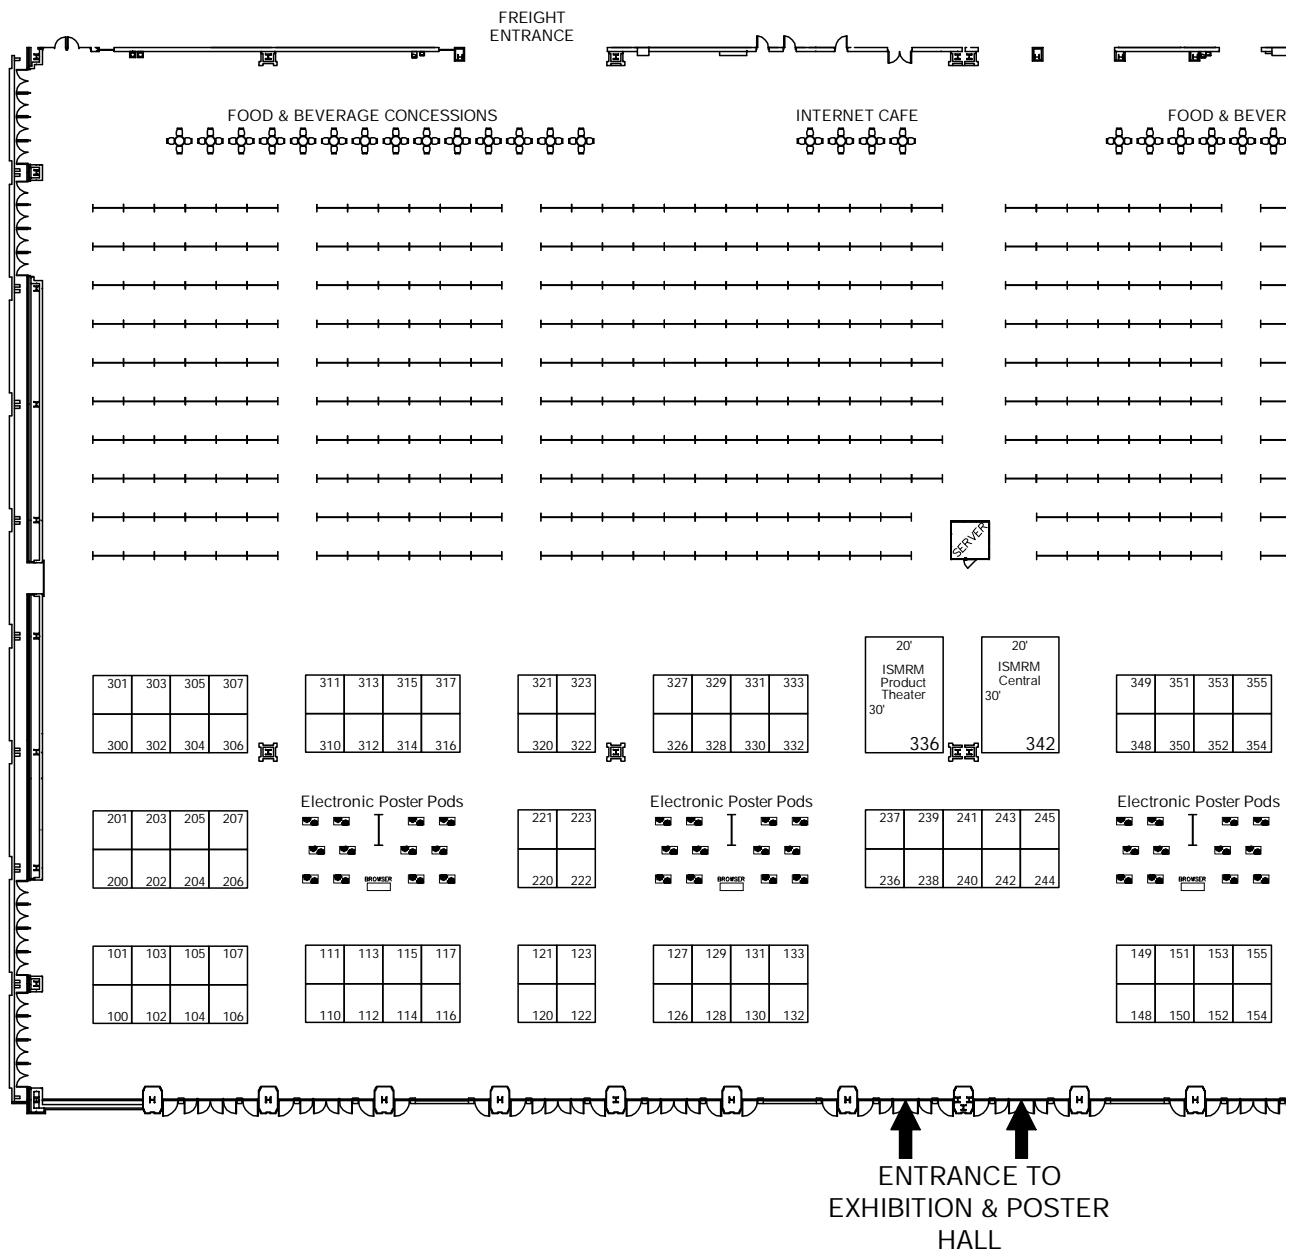 FREIGHT
ENTRANCE
FOOD & BEVERAGE CONCESSIONS
INTERNET CAFE
FOOD & BEVER
SERVER
20'
ISMRM
Product
Theater
30'
336
20'
ISMRM
Central
30'
342
301 303 305 307
311 313 315 317
321 323
327 329 331 333
349 351 353 355
300 302 304 306
310 312 314 316
320 322
326 328 330 332
348 350 352 354
Electronic Poster Pods
Electronic Poster Pods
Electronic Poster Pods
201 203 205 207
221 223
237 239 241 243 245
200 202 204 206
BROWSER
220 222
BROWSER
236 238 240 242 244
BROWSER
101 103 105 107
111 113 115 117
121 123
127 129 131 133
149 151 153 155
100 102 104 106
110 112 114 116
120 122
126 128 130 132
148 150 152 154
ENTRANCE TO
EXHIBITION & POSTER
HALL